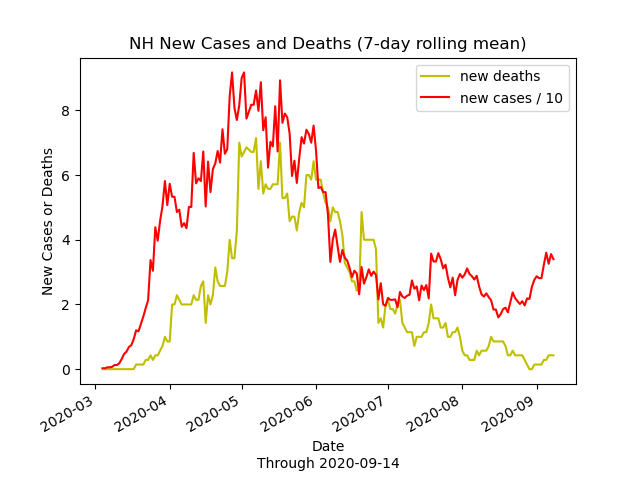 NH New Cases and Deaths (7-day rolling mean)
new deaths
new cases / 10
8
6
4
2
0
New Cases or Deaths
2020-03
2020-04
2020-05
2020-06
2020-07
2020-08
2020-09
Date
Through 2020-09-14